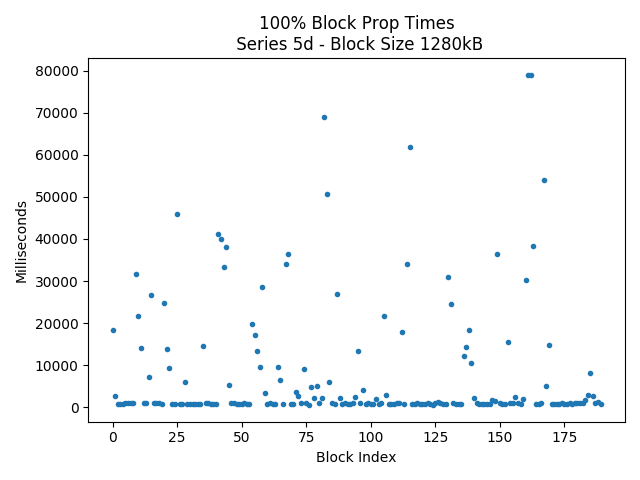 100% Block Prop Times
Series 5d - Block Size 1280kB
Milliseconds
80000
70000
60000
50000
40000
30000
20000
10000
0
0 25 50 75 100 125 150 175
Block Index